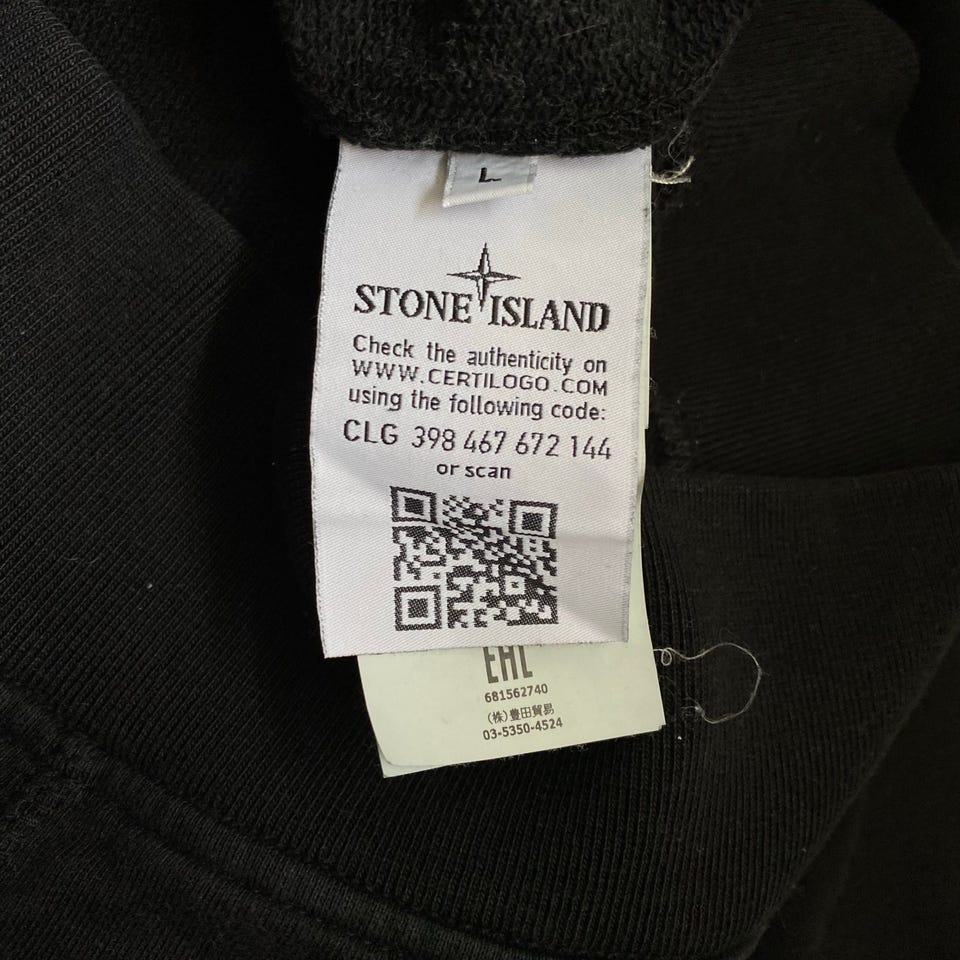 L
STONE ISLAND
Check the authenticity on
WWW.CERTILOGO.COM
using the following code:
CLG 398 467 672 144
or scan
EAC
681562740
(株)豊田貿易
03-5350-4524